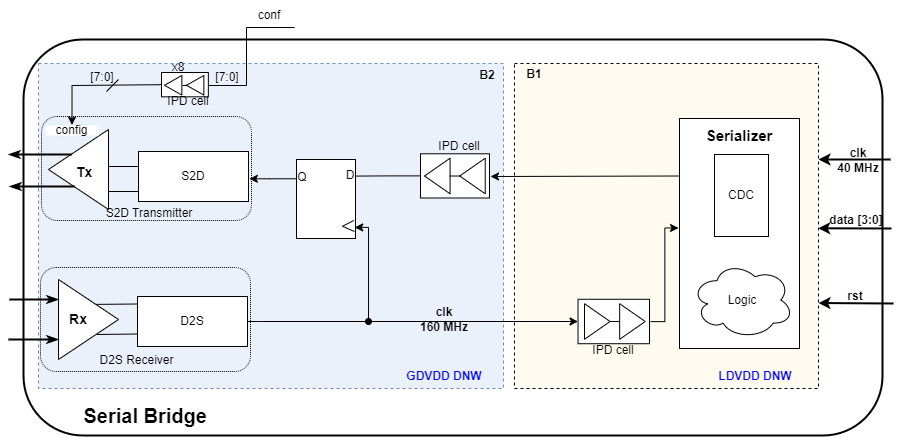 conf
x8
[7:0]
[7:0]
IPD cell
B2
B1
config
Tx
S2D
S2D Transmitter
Q
D
IPD cell
Serializer
CDC
Logic
clk
40 MHz
data [3:0]
rst
Rx
D2S
D2S Receiver
clk
160 MHz
IPD cell
GDVDD DNW
LDVDD DNW
Serial Bridge